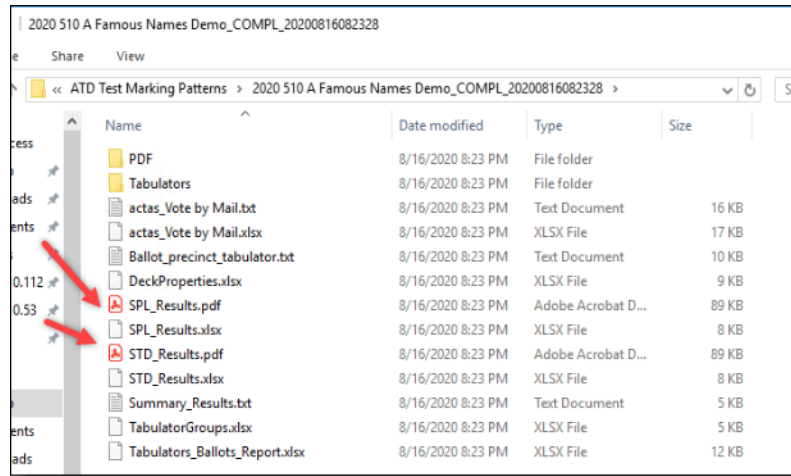 2020 510 A Famous Names Demo_COMPL_20200816082328
e Share View
« ATD Test Marking Patterns > 2020 510 A Famous Names Demo_COMPL_20200816082328 > S
Name Date modified Type Size
cess
PDF 8/16/2020 8:23 PM File folder
Tabulators 8/16/2020 8:23 PM File folder
ads actas_Vote by Mail.txt 8/16/2020 8:23 PM Text Document 16 KB
ents actas_Vote by Mail.xlsx 8/16/2020 8:23 PM XLSX File 17 KB
Ballot_precinct_tabulator.txt 8/16/2020 8:23 PM Text Document 10 KB
0.112 DeckProperties.xlsx 8/16/2020 8:23 PM XLSX File 9 KB
0.53 SPL_Results.pdf 8/16/2020 8:23 PM Adobe Acrobat D... 89 KB
SPL_Results.xlsx 8/16/2020 8:23 PM XLSX File 8 KB
STD_Results.pdf 8/16/2020 8:23 PM Adobe Acrobat D... 89 KB
STD_Results.xlsx 8/16/2020 8:23 PM XLSX File 8 KB
Summary_Results.txt 8/16/2020 8:23 PM Text Document 5 KB
ents TabulatorGroups.xlsx 8/16/2020 8:23 PM XLSX File 5 KB
ads Tabulators_Ballots_Report.xlsx 8/16/2020 8:23 PM XLSX File 12 KB